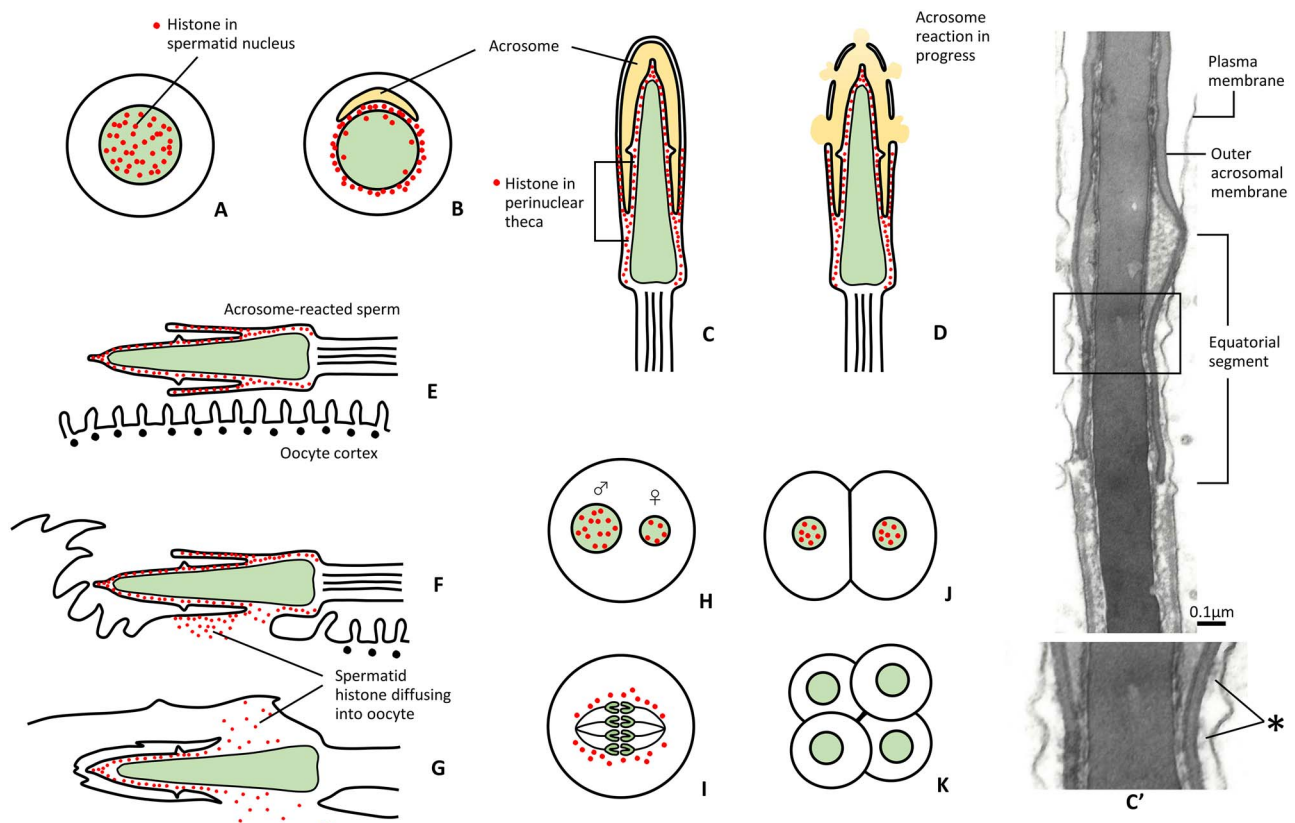 Histone in
spermatid nucleus
A
Acrosome
B
Histone in
perinuclear
theca
C
Acrosome
reaction in
progress
D
Plasma
membrane
Outer
acrosomal
membrane
Equatorial
segment
0.1µm
*
C’
Acrosome-reacted sperm
E
Oocyte cortex
F
Spermatid
histone diffusing
into oocyte
G
♂
♀
H
J
I
K